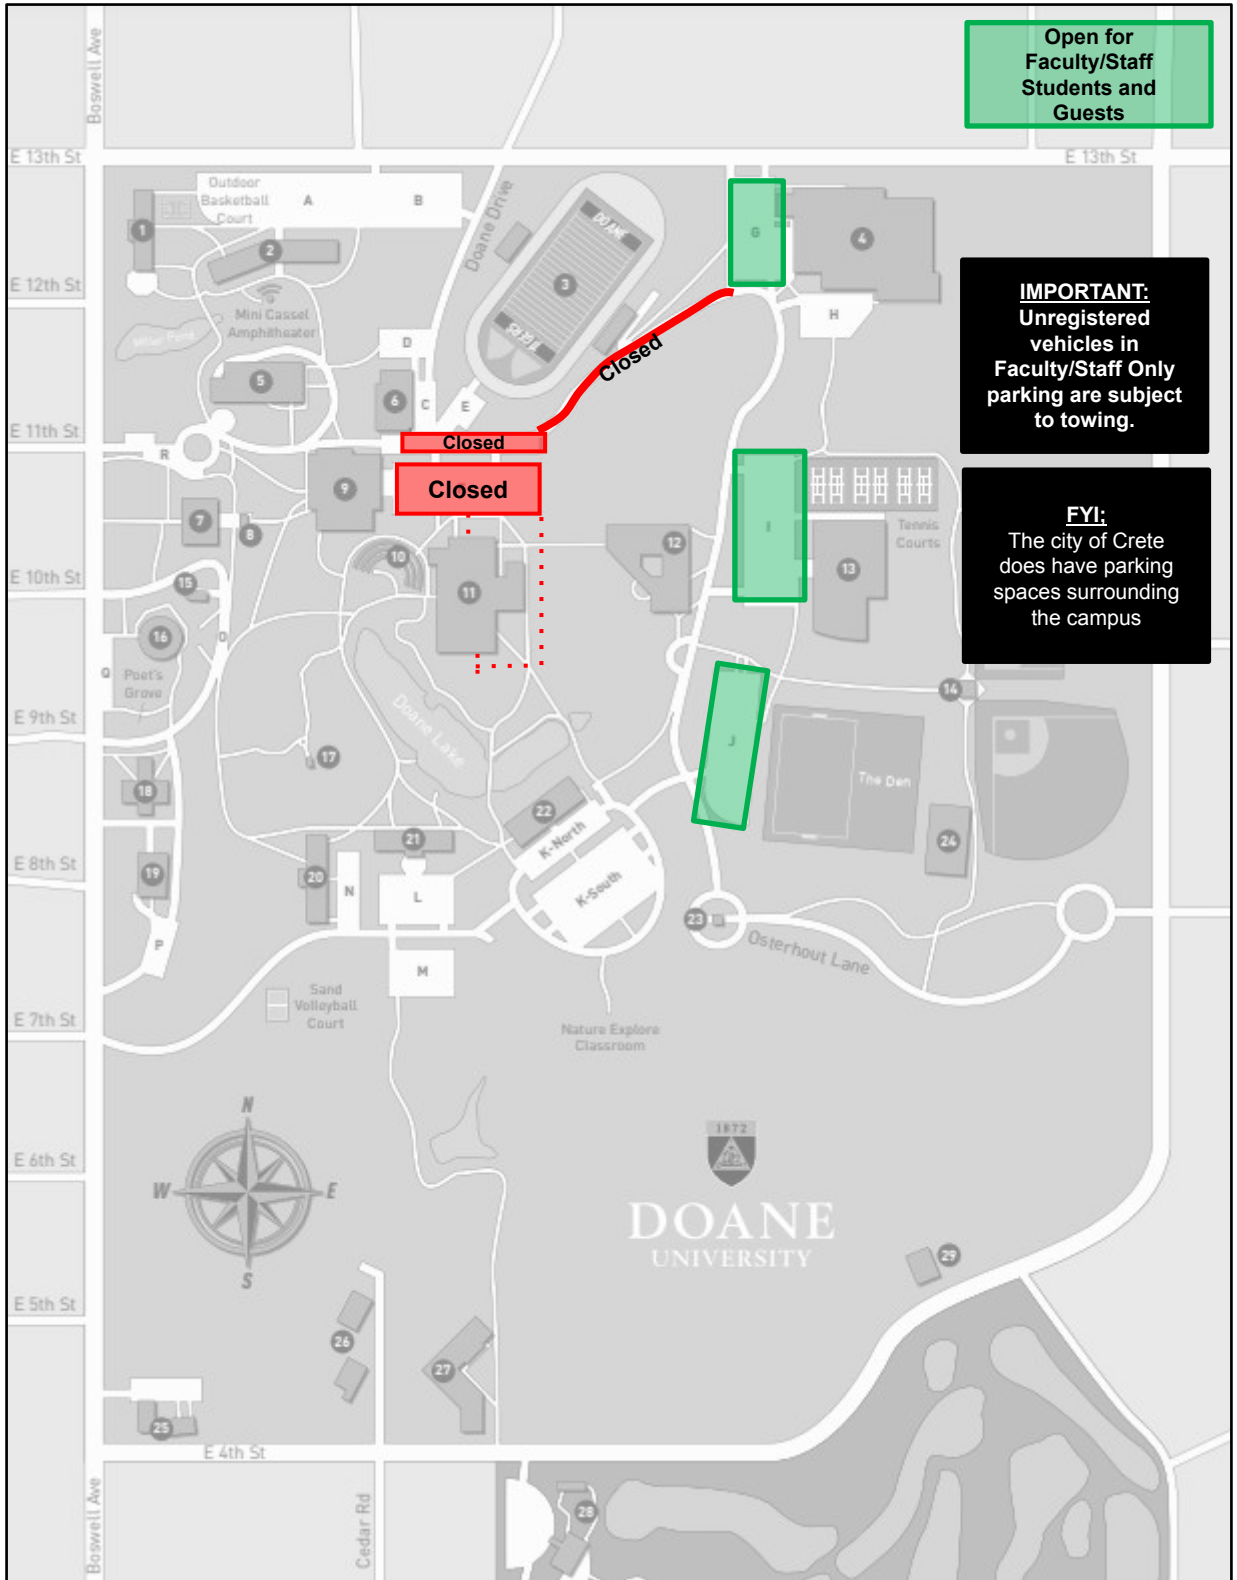 Boswell Ave
Open for
Faculty/Staff
Students and
Guests
E 13th St
E 13th St
Outdoor
Basketball
Court
A
B
Doane Drive
DOANE
G
1
2
3
4
TIGERS
E 12th St
Mini Cassel
Amphitheater
Miller Pond
H
IMPORTANT:
Unregistered
vehicles in
Faculty/Staff Only
parking are subject
to towing.
D
Closed
5
6
C
E
E 11th St
R
Closed
Closed
9
7
8
10
12
I
Tennis
Courts
FYI;
The city of Crete
does have parking
spaces surrounding
the campus
E 10th St
15
11
13
16
O
Q
Poet's
Grove
14
E 9th St
Doane Lake
J
17
The Den
18
22
K-North
21
24
E 8th St
19
20
N
L
K-South
23
P
Osterhout Lane
M
Sand
Volleyball
Court
E 7th St
Nature Explore
Classroom
N
1872
E 6th St
W
E
DOANE
UNIVERSITY
S
29
E 5th St
26
27
25
E 4th St
Boswell Ave
Cedar Rd
28